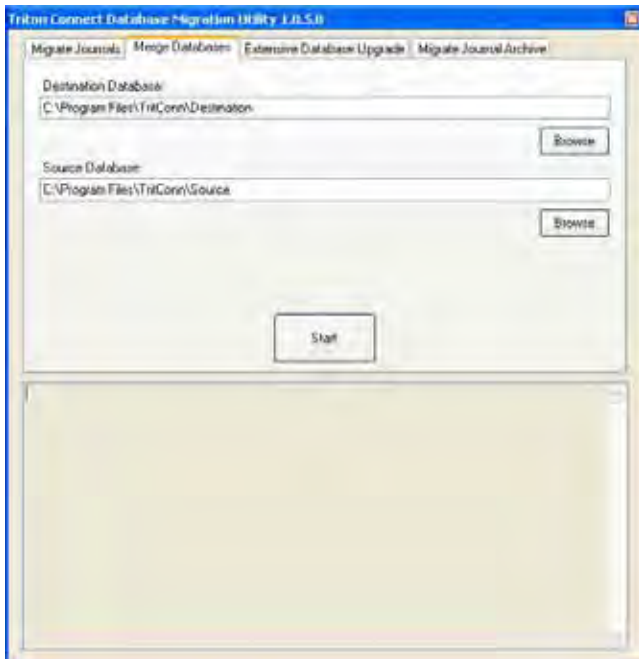 Triton Connect Database Migration Utility 1.0.5.0
Migrate Journals Merge Databases Extensive Database Upgrade Migrate Journal Archive
Destination Database:
C:\Program Files\TritConn\Destination
Browse
Source Database:
C:\Program Files\TritConn\Source
Browse
Start